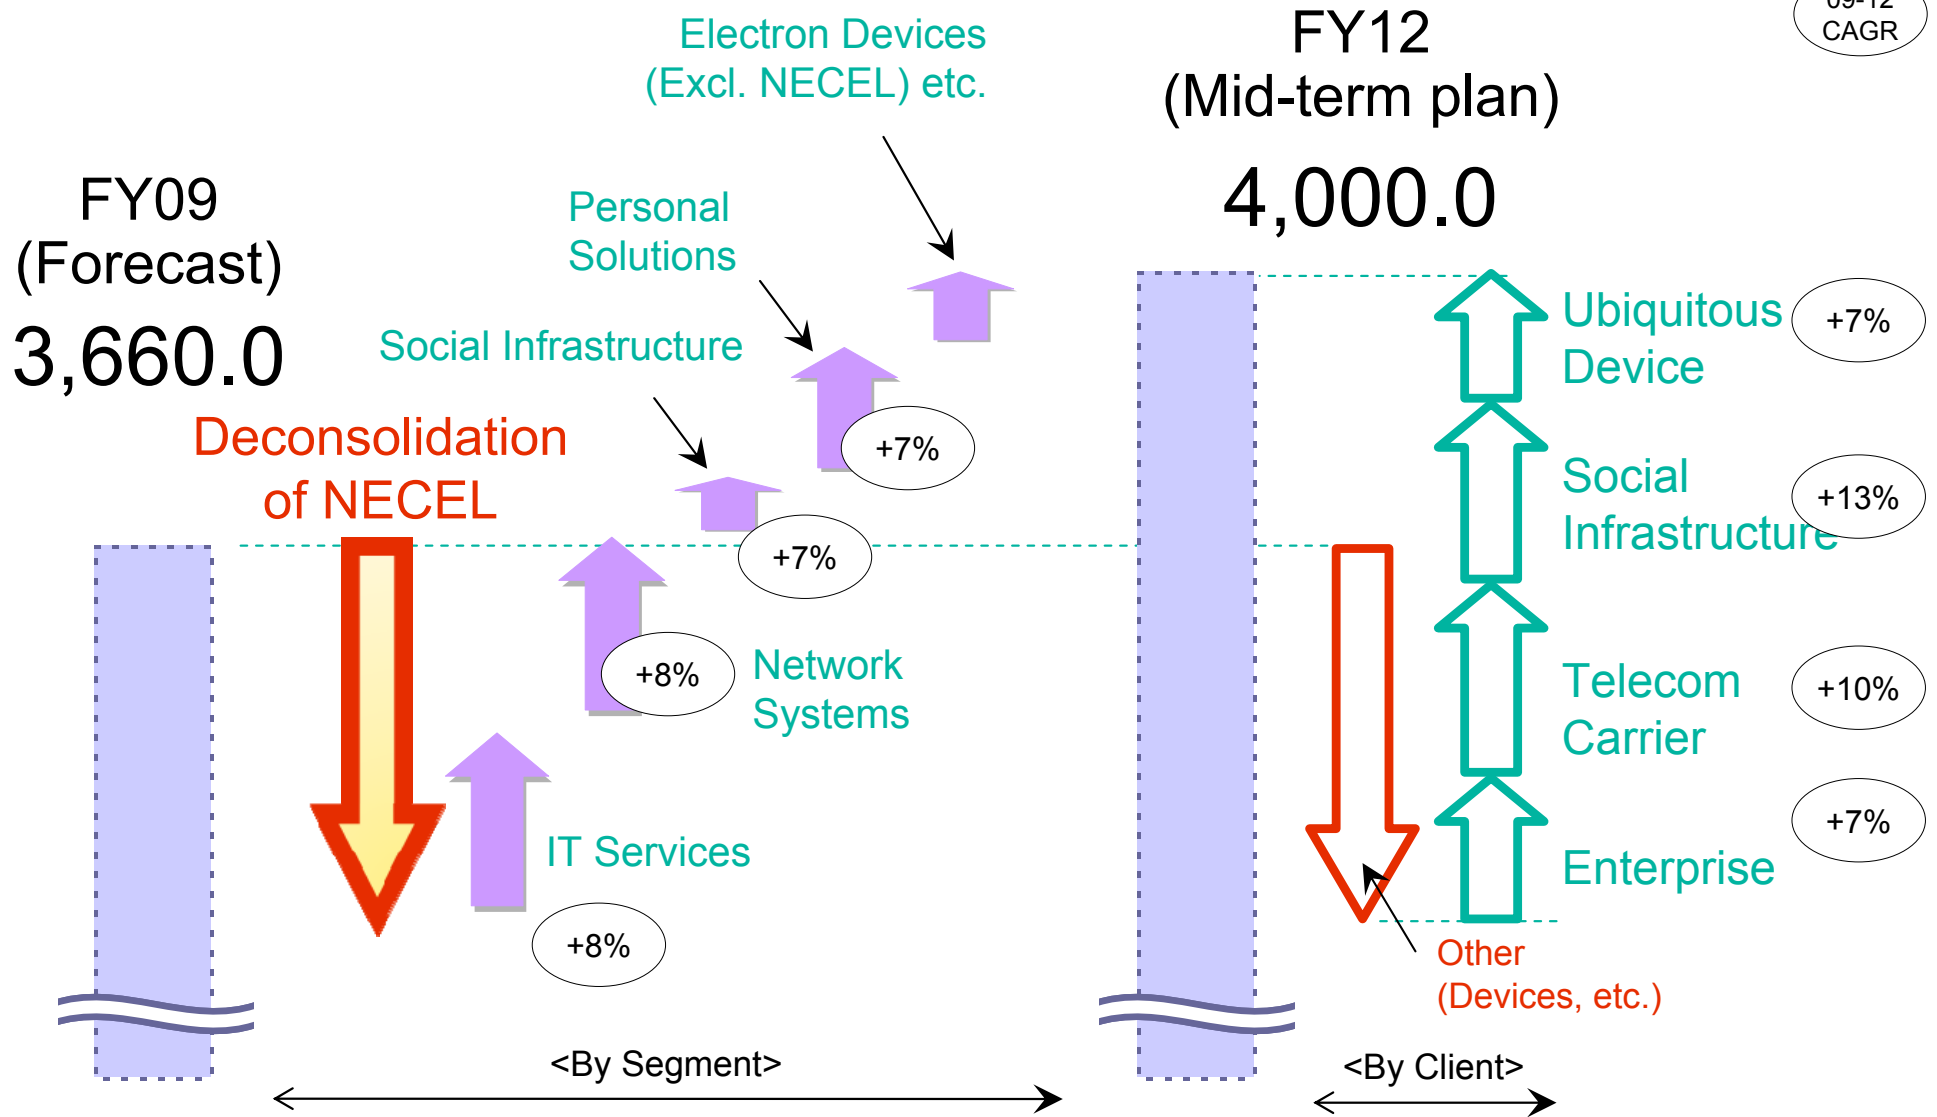 09-12
CAGR
Electron Devices
(Excl. NECEL) etc.
FY12
(Mid-term plan)
4,000.0
FY09
(Forecast)
3,660.0
Personal
Solutions
Social Infrastructure
Deconsolidation
of NECEL
+7%
+7%
+8%
Network
Systems
IT Services
+8%
Ubiquitous
Device
+7%
Social
Infrastructure
+13%
Telecom
Carrier
+10%
Enterprise
+7%
Other
(Devices, etc.)
<By Segment>
<By Client>